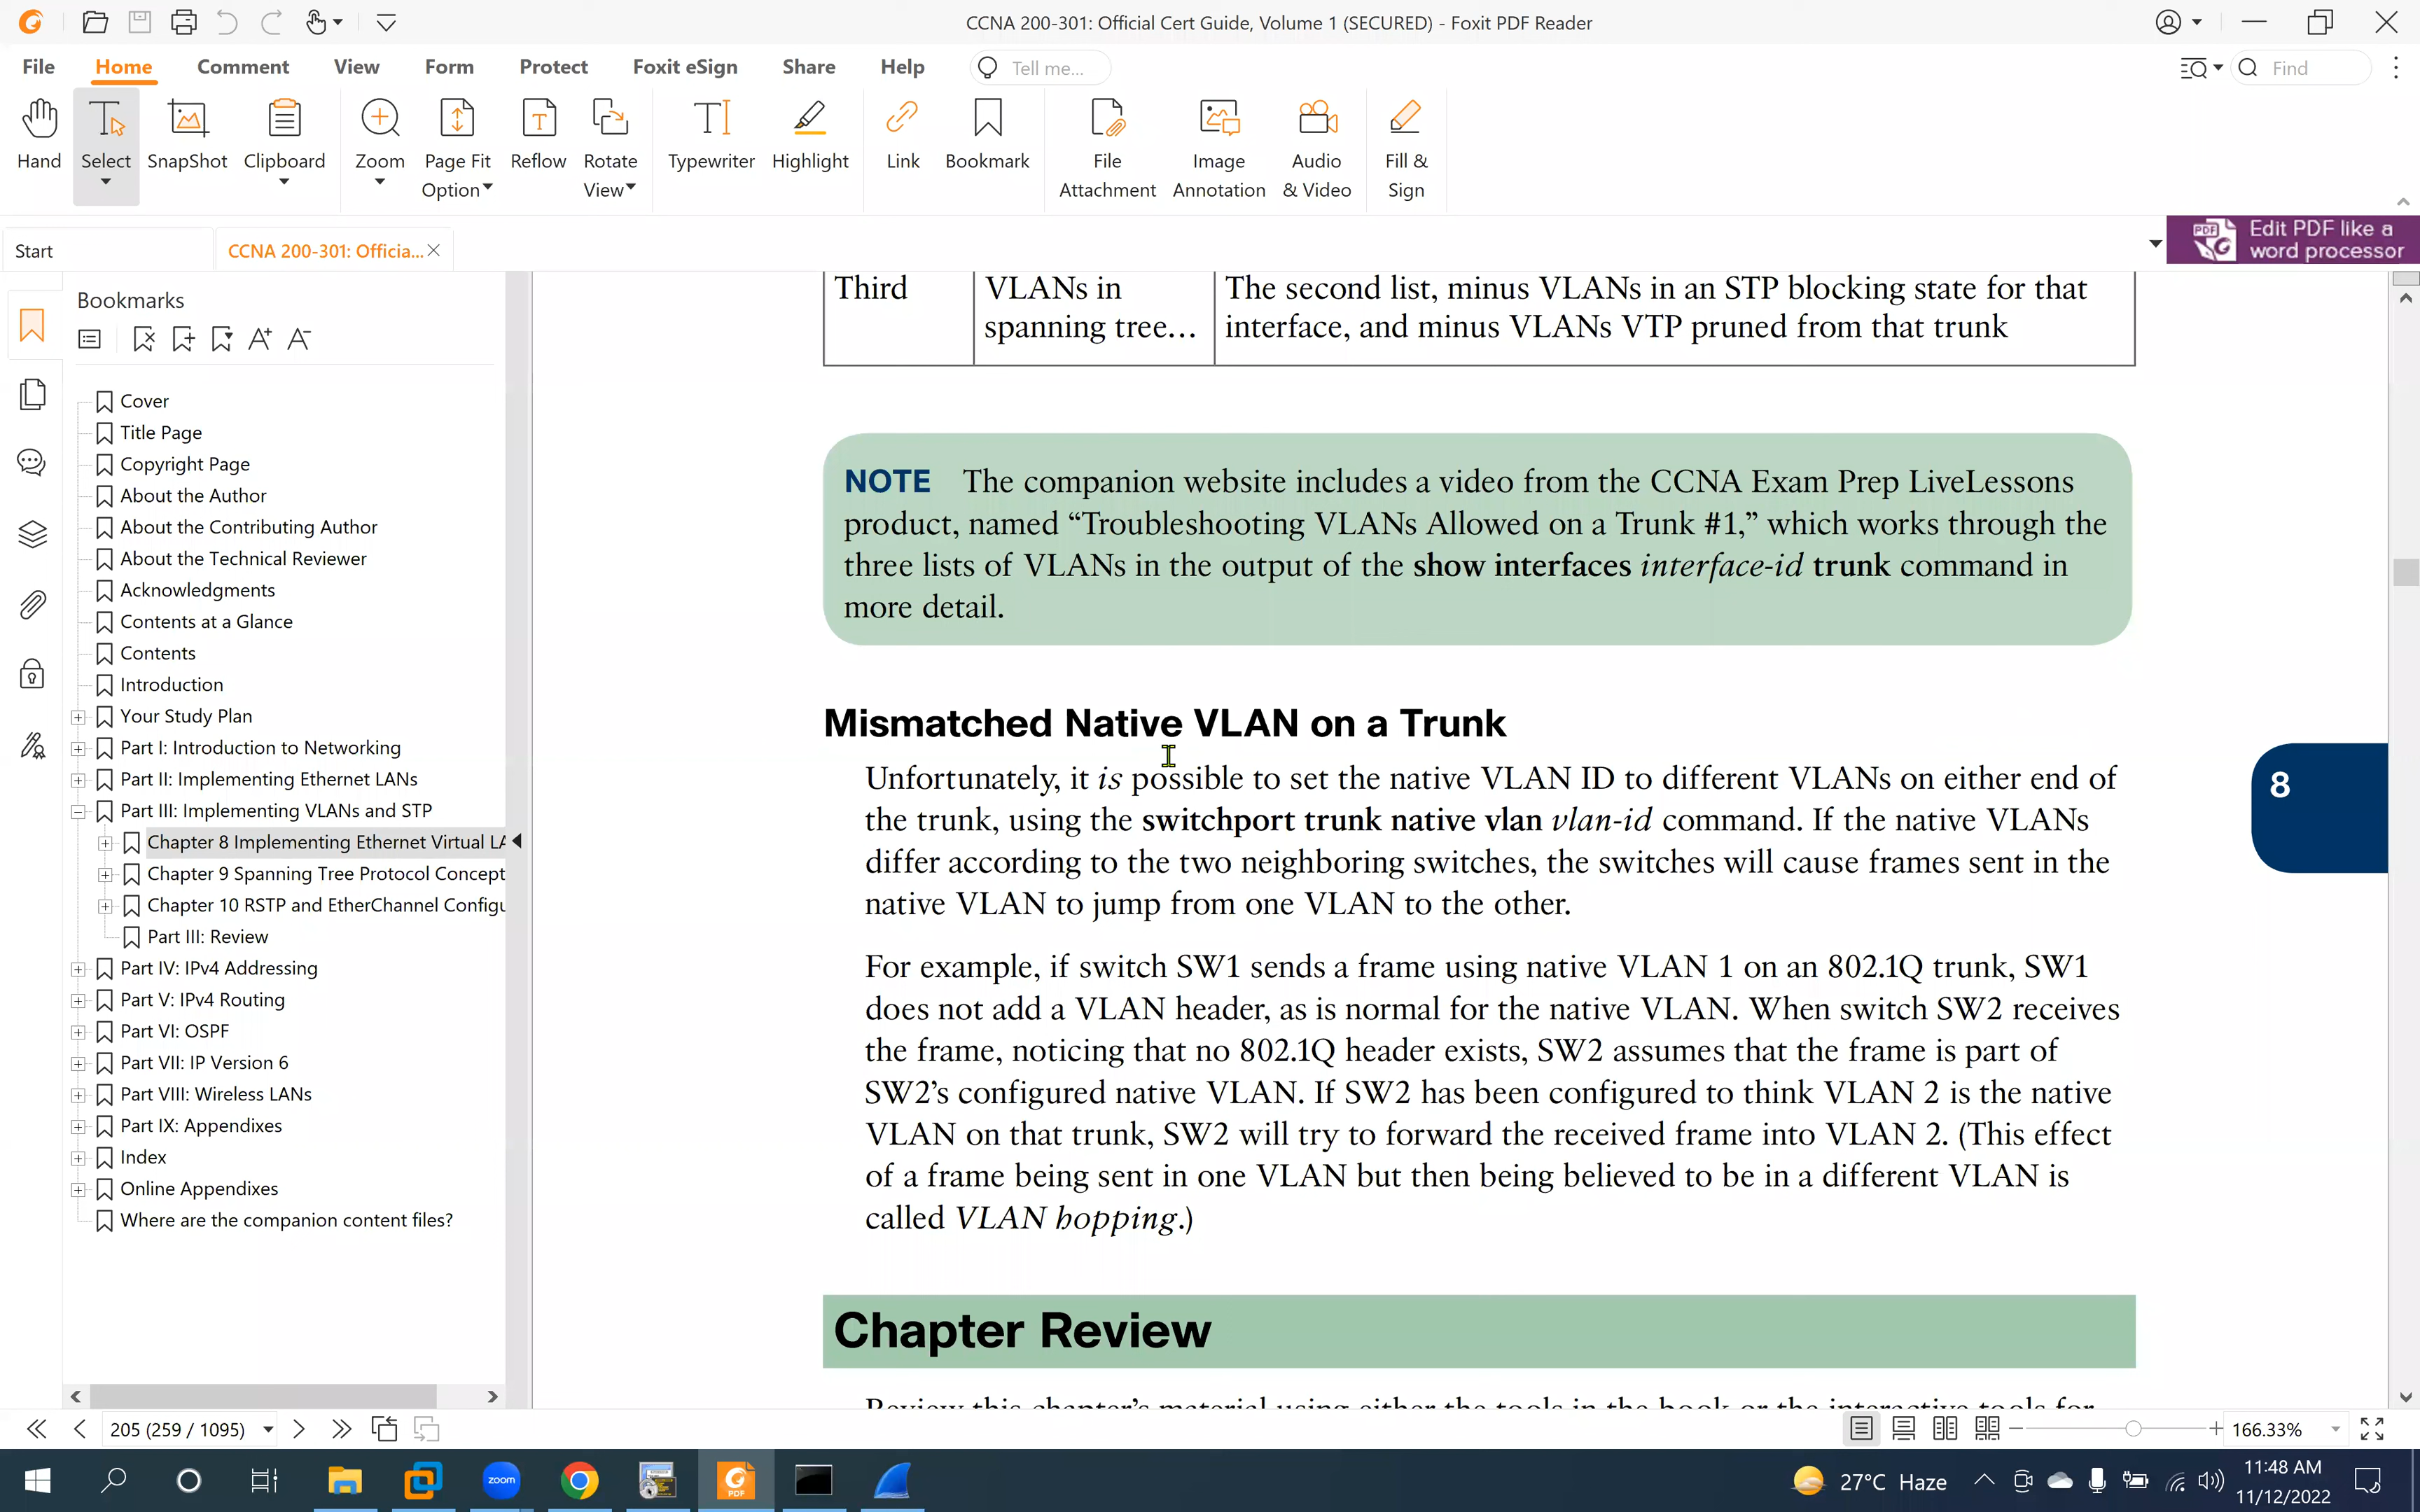 CCNA 200-301: Official Cert Guide, Volume 1 (SECURED) - Foxit PDF Reader
File Home Comment View Form Protect Foxit eSign Share Help Tell me... Find
Hand Select SnapShot Clipboard Zoom Page Fit Option Reflow Rotate View Typewriter Highlight Link Bookmark File Attachment Image Annotation Audio & Video Fill & Sign
Start CCNA 200-301: Officia...
Edit PDF like a
word processor
Bookmarks
Cover
Title Page
Copyright Page
About the Author
About the Contributing Author
About the Technical Reviewer
Acknowledgments
Contents at a Glance
Contents
Introduction
Your Study Plan
Part I: Introduction to Networking
Part II: Implementing Ethernet LANs
Part III: Implementing VLANs and STP
Chapter 8 Implementing Ethernet Virtual LA
Chapter 9 Spanning Tree Protocol Concept
Chapter 10 RSTP and EtherChannel Configu
Part III: Review
Part IV: IPv4 Addressing
Part V: IPv4 Routing
Part VI: OSPF
Part VII: IP Version 6
Part VIII: Wireless LANs
Part IX: Appendixes
Index
Online Appendixes
Where are the companion content files?
Third VLANs in The second list, minus VLANs in an STP blocking state for that
spanning tree… interface, and minus VLANs VTP pruned from that trunk
NOTE The companion website includes a video from the CCNA Exam Prep LiveLessons
product, named “Troubleshooting VLANs Allowed on a Trunk #1,” which works through the
three lists of VLANs in the output of the show interfaces interface-id trunk command in
more detail.
Mismatched Native VLAN on a Trunk
Unfortunately, it is possible to set the native VLAN ID to different VLANs on either end of
the trunk, using the switchport trunk native vlan vlan-id command. If the native VLANs
differ according to the two neighboring switches, the switches will cause frames sent in the
native VLAN to jump from one VLAN to the other.
8
For example, if switch SW1 sends a frame using native VLAN 1 on an 802.1Q trunk, SW1
does not add a VLAN header, as is normal for the native VLAN. When switch SW2 receives
the frame, noticing that no 802.1Q header exists, SW2 assumes that the frame is part of
SW2’s configured native VLAN. If SW2 has been configured to think VLAN 2 is the native
VLAN on that trunk, SW2 will try to forward the received frame into VLAN 2. (This effect
of a frame being sent in one VLAN but then being believed to be in a different VLAN is
called VLAN hopping.)
Chapter Review
Review this chapter’s material using either the tools in the book or the interactive tools for
205 (259 / 1095) 166.33%
zoom PDF 27°C Haze 11:48 AM
11/12/2022